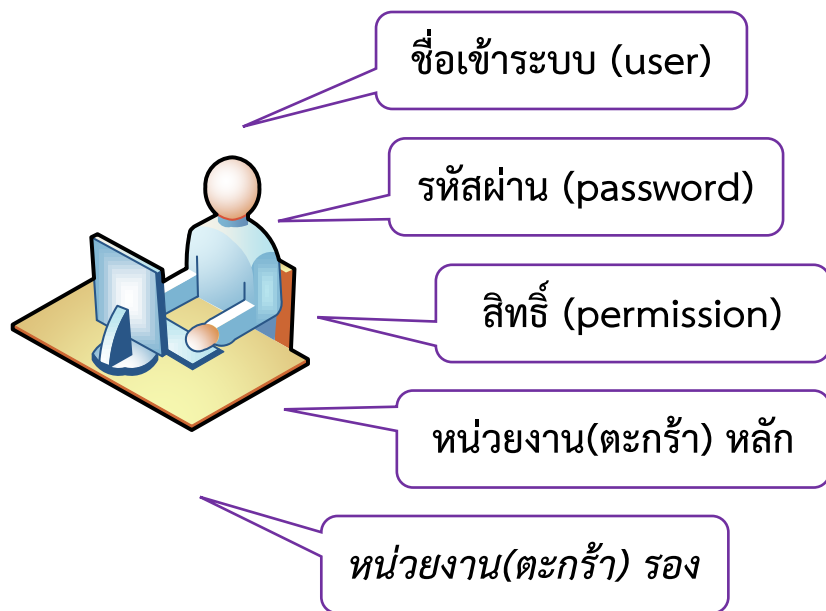 ชื่อเข้าระบบ (user)
รหัสผ่าน (password)
สิทธิ์ (permission)
หน่วยงาน(ตะกร้า) หลัก
หน่วยงาน(ตะกร้า) รอง